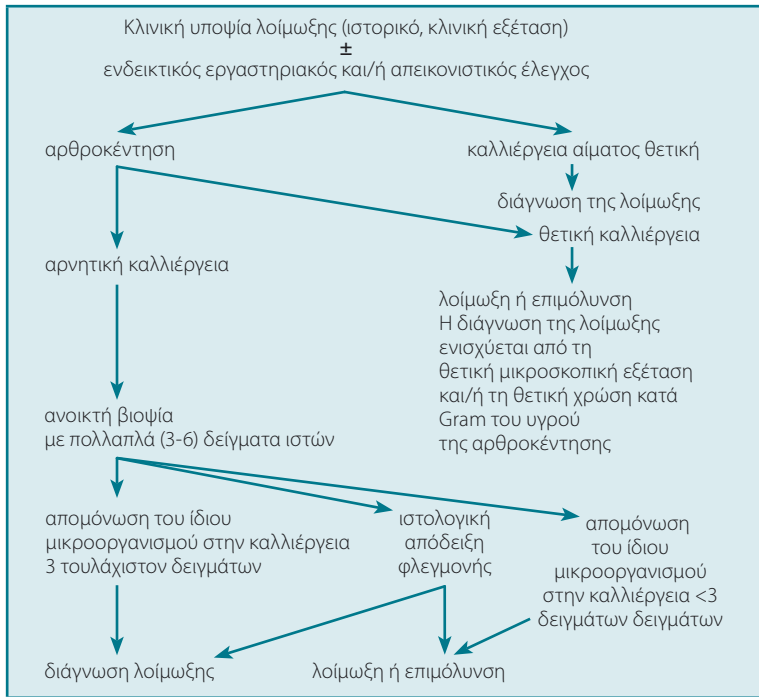 Κλινική υποψία λοίμωξης (ιστορικό, κλινική εξέταση)
±
ενδεικτικός εργαστηριακός και/ή απεικονιστικός έλεγχος
αρθροκέντηση
καλλιέργεια αίματος θετική
διάγνωση της λοίμωξης
θετική καλλιέργεια
αρνητική καλλιέργεια
λοίμωξη ή επιμόλυνση
Η διάγνωση της λοίμωξης
ενισχύεται από τη
θετική μικροσκοπική εξέταση
και/ή τη θετική χρώση κατά
Gram του υγρού
της αρθροκέντησης
ανοικτή βιοψία
με πολλαπλά (3-6) δείγματα ιστών
απομόνωση του ίδιου
μικροοργανισμού στην καλλιέργεια
3 τουλάχιστον δειγμάτων
ιστολογική
απόδειξη
φλεγμονής
απομόνωση
του ίδιου
μικροοργανισμού
στην καλλιέργεια <3
δειγμάτων δειγμάτων
διάγνωση λοίμωξης
λοίμωξη ή επιμόλυνση